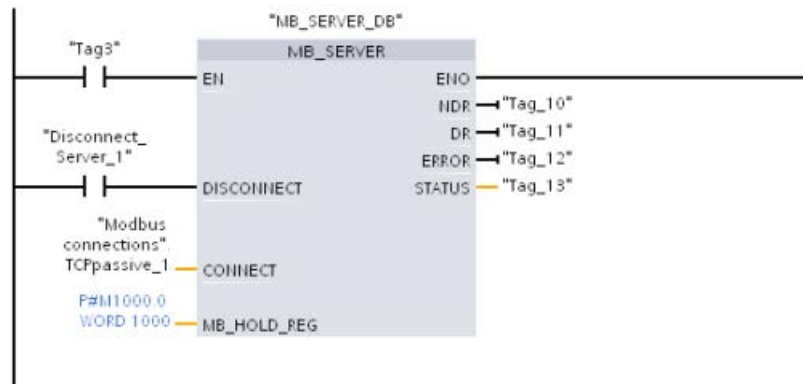 "MB_SERVER_DB"
"Tag3"
MB_SERVER
EN
ENO
NDR
"Tag_10"
DR
"Tag_11"
"Disconnect_
Server_1"
ERROR
"Tag_12"
DISCONNECT
STATUS
"Tag_13"
"Modbus
connections".
TCPpassive_1
CONNECT
P#M1000.0
WORD 1000
MB_HOLD_REG